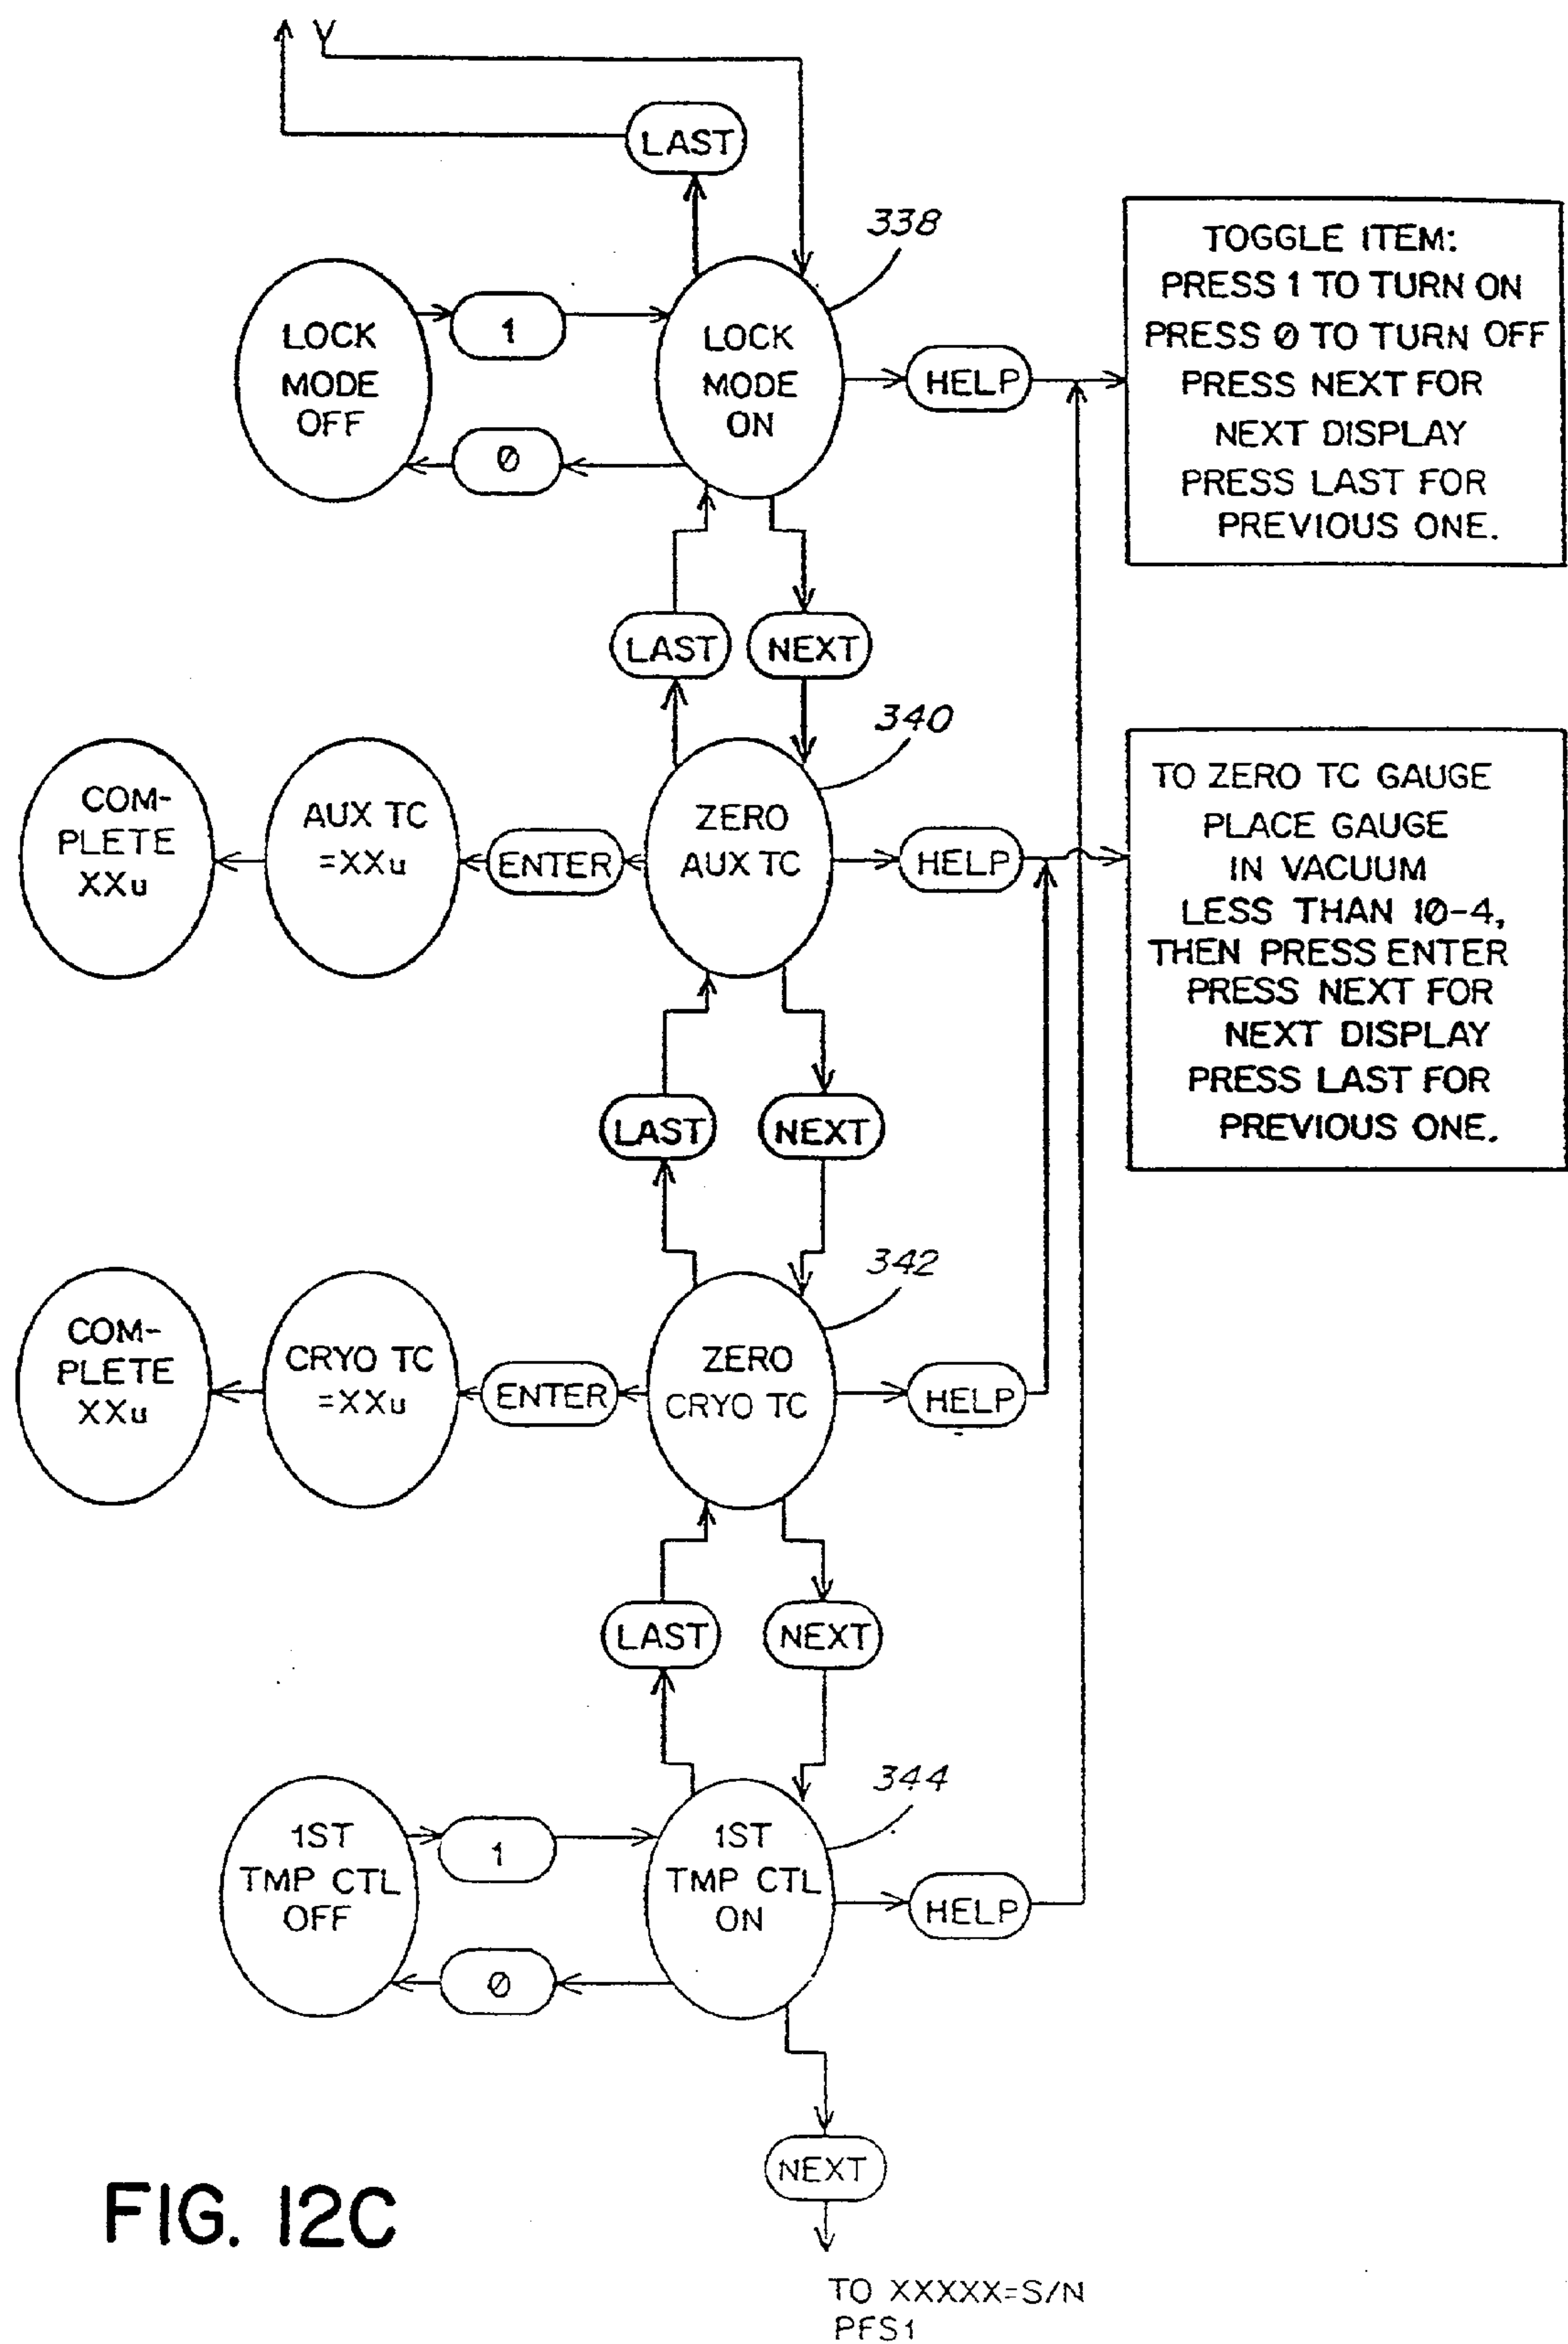 LAST
338
LOCK
MODE
OFF
1
0
LOCK
MODE
ON
HELP
TOGGLE ITEM:
PRESS 1 TO TURN ON
PRESS 0 TO TURN OFF
PRESS NEXT FOR
NEXT DISPLAY
PRESS LAST FOR
PREVIOUS ONE.
LAST
NEXT
340
COM-
PLETE
XXu
AUX TC
=XXu
ENTER
ZERO
AUX TC
HELP
TO ZERO TC GAUGE
PLACE GAUGE
IN VACUUM
LESS THAN 10-4,
THEN PRESS ENTER
PRESS NEXT FOR
NEXT DISPLAY
PRESS LAST FOR
PREVIOUS ONE.
LAST
NEXT
342
COM-
PLETE
XXu
CRYO TC
=XXu
ENTER
ZERO
CRYO TC
HELP
LAST
NEXT
344
1ST
TMP CTL
OFF
1
0
1ST
TMP CTL
ON
HELP
NEXT
FIG. 12C
TO XXXXX=S/N
PFS1